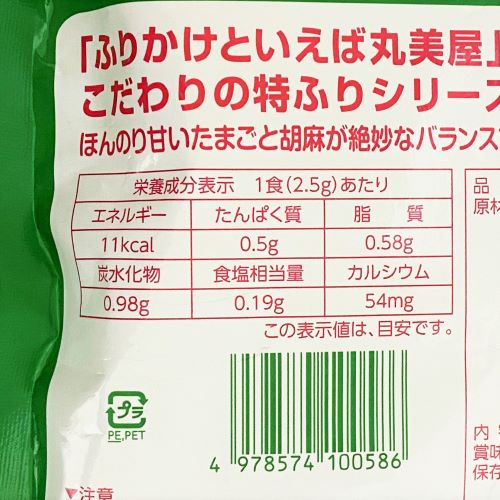 「ふりかけといえば丸美屋」
こだわりの特ふりシリーズ
ほんのり甘いたまごと胡麻が絶妙なバランス
栄養成分表示 1食(2.5g)あたり
エネルギー たんぱく質 脂質
11kcal 0.5g 0.58g
炭水化物 食塩相当量 カルシウム
0.98g 0.19g 54mg
この表示値は、目安です。
プラ
PE,PET
4 978574 100586
▼注意
品
原材
内
賞味
保存